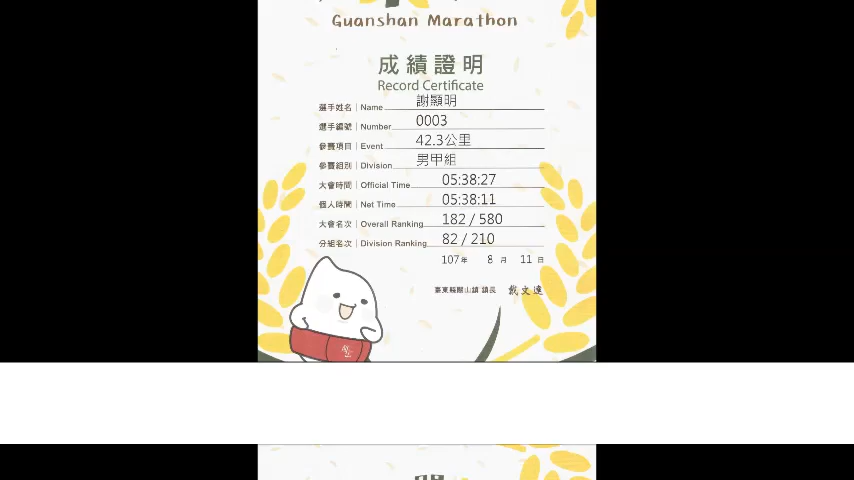 Guanshan Marathon
成績證明
Record Certificate
選手姓名 | Name 謝顯明
選手編號 | Number 0003
參賽項目 | Event 42.3公里
參賽組別 | Division 男甲組
大會時間 | Official Time 05:38:27
個人時間 | Net Time 05:38:11
大會名次 | Overall Ranking 182 / 580
分組名次 | Division Ranking 82 / 210
107年 8月 11日
臺東縣關山鎮 鎮長 戴文達